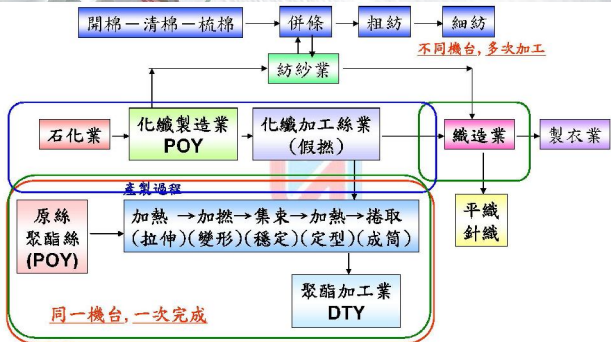 開棉－清棉－梳棉
併條
粗紡
細紡
不同機台,多次加工
紡紗業
石化業
化纖製造業
POY
化纖加工絲業
(假撚)
織造業
製衣業
產製過程
原絲
聚酯絲
(POY)
加熱→加撚→集束→加熱→捲取
(拉伸)(變形)(穩定)(定型)(成筒)
平織
針織
聚酯加工業
DTY
同一機台,一次完成